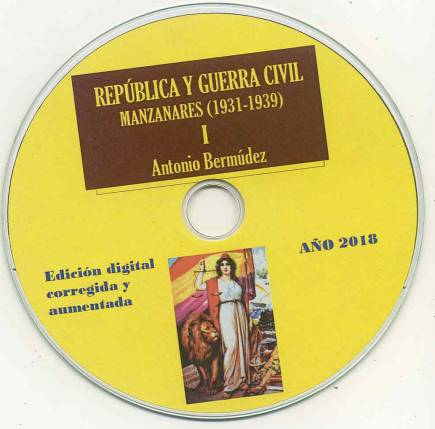 REPÚBLICA Y GUERRA CIVIL
MANZANARES (1931-1939)
I
Antonio Bermúdez
Edición digital
corregida y
aumentada
AÑO 2018